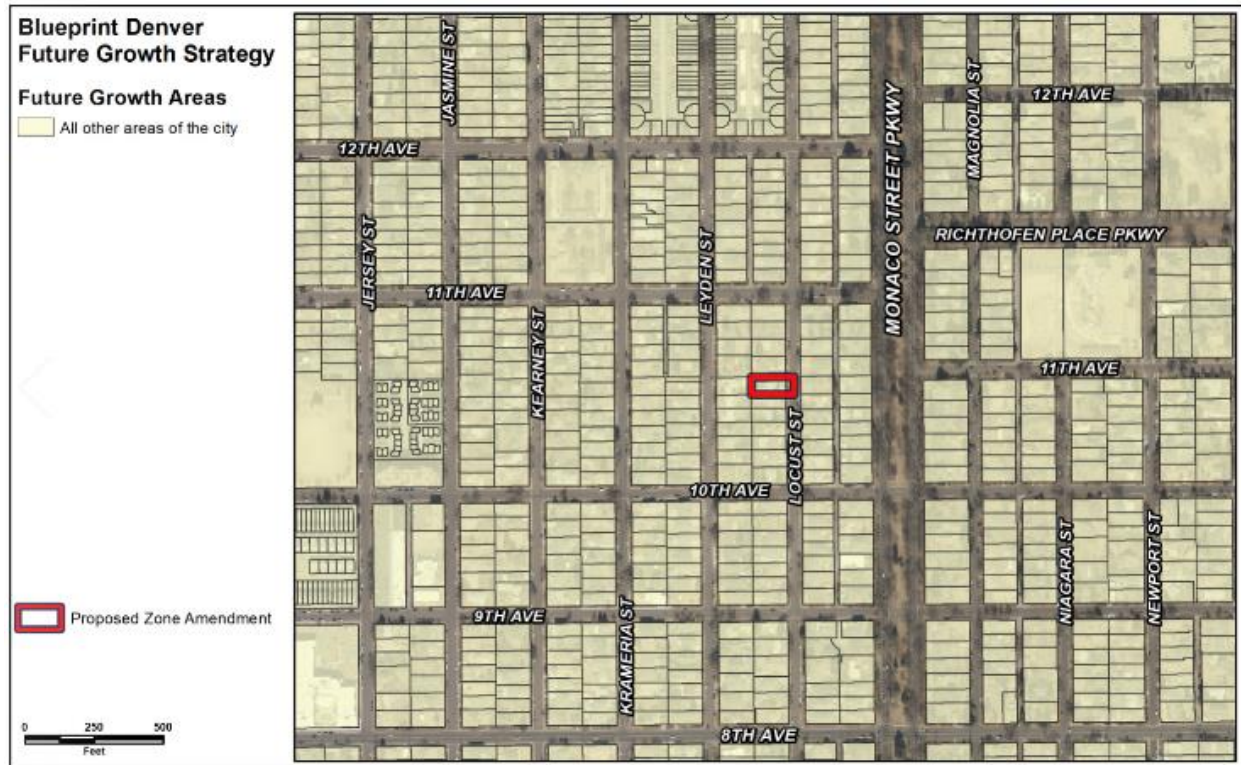 Blueprint Denver
Future Growth Strategy
Future Growth Areas
All other areas of the city
Proposed Zone Amendment
0 250 500
Feet
JASMINE ST
12TH AVE
MAGNOLIA ST
12TH AVE
MONACO STREET PKWY
RICHTHOFEN PLACE PKWY
JERSEY ST
LEYDEN ST
11TH AVE
KEARNEY ST
11TH AVE
LOCUST ST
10TH AVE
NIAGARA ST
NEWPORT ST
9TH AVE
KRAMERIA ST
8TH AVE